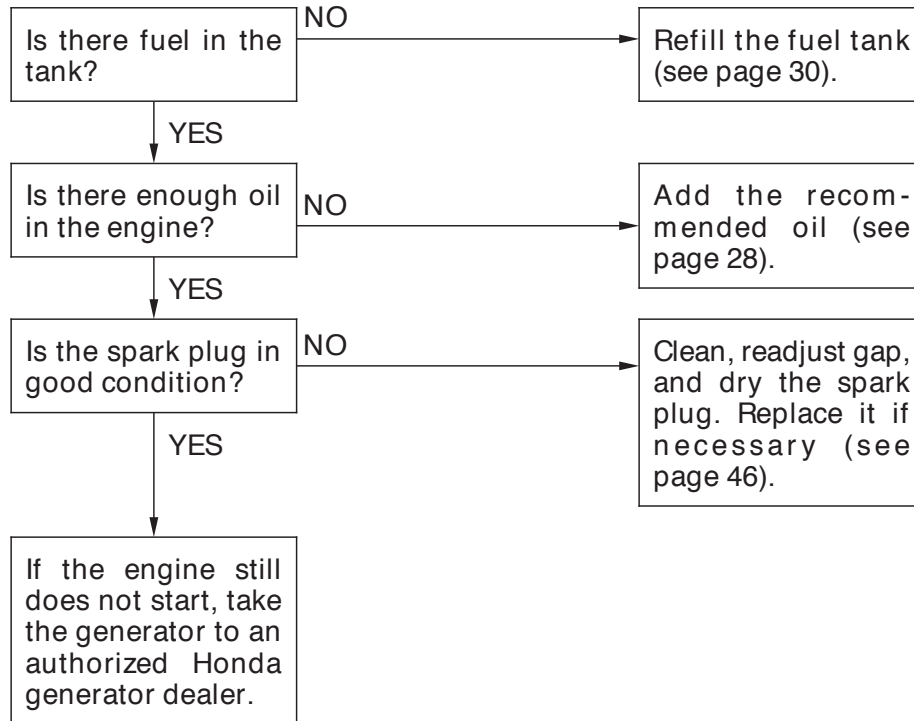 Is there fuel in the
tank?
NO
Refill the fuel tank
(see page 30).
YES
Is there enough oil
in the engine?
NO
Add the recom-
mended oil (see
page 28).
YES
Is the spark plug in
good condition?
NO
Clean, readjust gap,
and dry the spark
plug. Replace it if
necessary (see
page 46).
YES
If the engine still
does not start, take
the generator to an
authorized Honda
generator dealer.